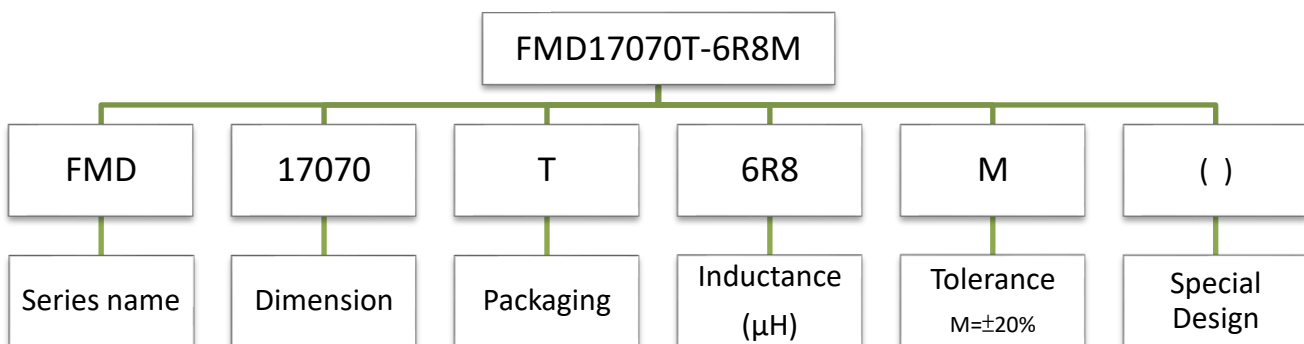 FMD17070T-6R8M
FMD
17070
T
6R8
M
( )
Series name
Dimension
Packaging
Inductance
(μH)
Tolerance
M=±20%
Special
Design